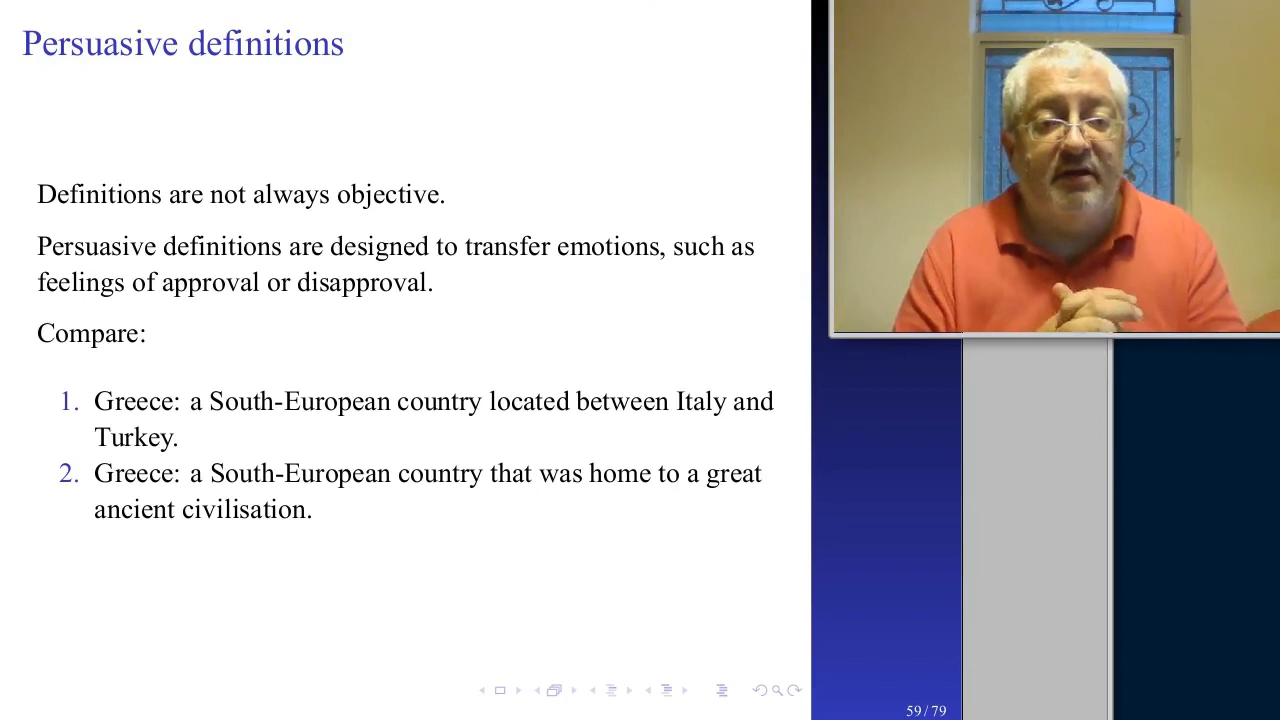 Persuasive definitions
Definitions are not always objective.
Persuasive definitions are designed to transfer emotions, such as
feelings of approval or disapproval.
Compare:
1. Greece: a South-European country located between Italy and
Turkey.
2. Greece: a South-European country that was home to a great
ancient civilisation.
59 / 79